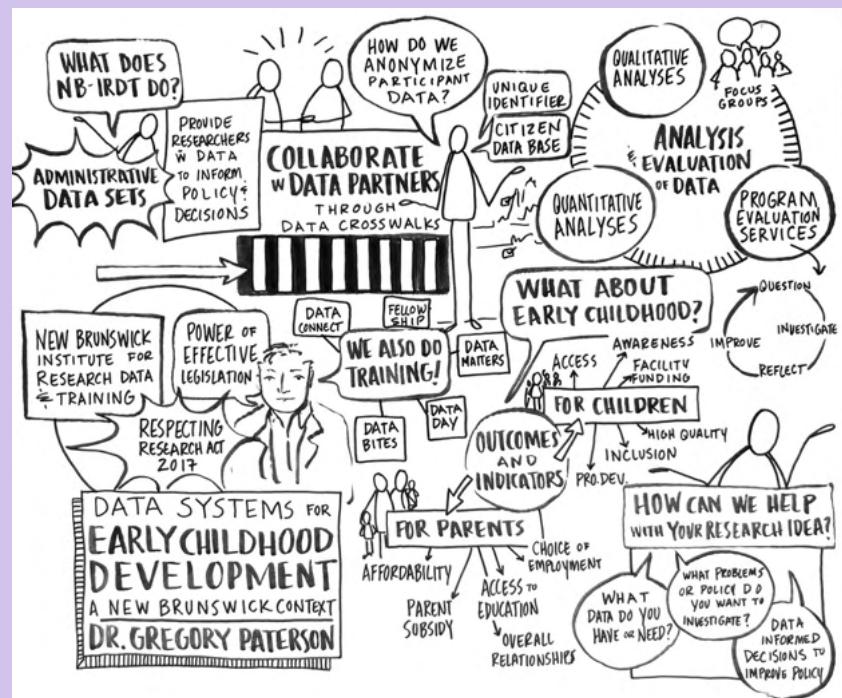 WHAT DOES
NB-IRDT DO?
ADMINISTRATIVE
DATA SETS
PROVIDE
RESEARCHERS
W DATA
TO INFORM
POLICY &
DECISIONS
COLLABORATE
W DATA PARTNERS
THROUGH
DATA CROSSWALKS
HOW DO WE
ANONYMIZE
PARTICIPANT
DATA?
UNIQUE
IDENTIFIER
CITIZEN
DATA BASE
QUALITATIVE
ANALYSES
FOCUS
GROUPS
ANALYSIS
& EVALUATION
OF DATA
QUANTITATIVE
ANALYSES
PROGRAM
EVALUATION
SERVICES
QUESTION
INVESTIGATE
REFLECT
IMPROVE
NEW BRUNSWICK
INSTITUTE FOR
RESEARCH DATA
& TRAINING
POWER OF
EFFECTIVE
LEGISLATION
RESPECTING
RESEARCH ACT
2017
DATA
CONNECT
FELLOW
SHIP
WE ALSO DO
TRAINING!
DATA
MATTERS
DATA
BITES
DATA
DAY
WHAT ABOUT
EARLY CHILDHOOD?
OUTCOMES
AND
INDICATORS
FOR CHILDREN
ACCESS
AWARENESS
FACILITY
FUNDING
HIGH QUALITY
INCLUSION
PRO.DEV.
FOR PARENTS
AFFORDABILITY
PARENT
SUBSIDY
ACCESS TO
EDUCATION
OVERALL
RELATIONSHIPS
CHOICE OF
EMPLOYMENT
DATA SYSTEMS FOR
EARLY CHILDHOOD
DEVELOPMENT
A NEW BRUNSWICK CONTEXT
DR. GREGORY PATERSON
HOW CAN WE HELP
WITH YOUR RESEARCH IDEA?
WHAT
DATA DO YOU
HAVE OR NEED?
WHAT PROBLEMS
OR POLICY DO
YOU WANT TO
INVESTIGATE?
DATA
INFORMED
DECISIONS TO
IMPROVE POLICY